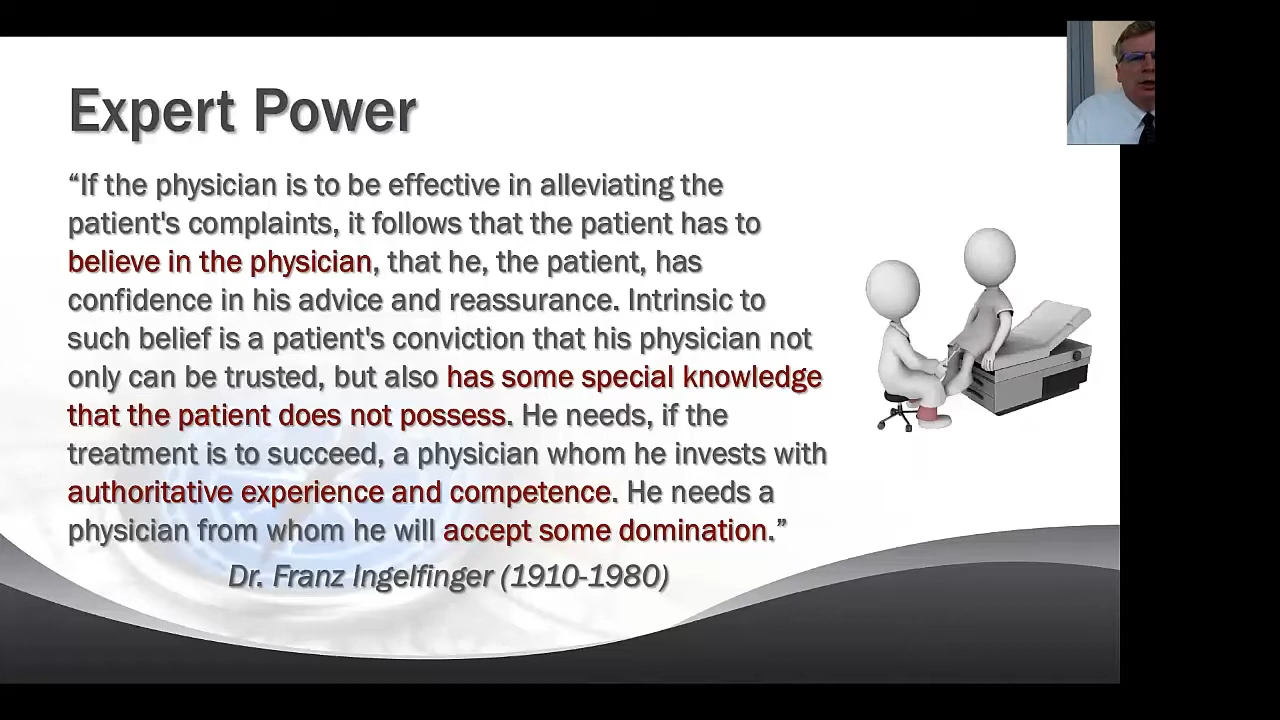 Expert Power
“If the physician is to be effective in alleviating the
patient's complaints, it follows that the patient has to
believe in the physician, that he, the patient, has
confidence in his advice and reassurance. Intrinsic to
such belief is a patient's conviction that his physician not
only can be trusted, but also has some special knowledge
that the patient does not possess. He needs, if the
treatment is to succeed, a physician whom he invests with
authoritative experience and competence. He needs a
physician from whom he will accept some domination.”
Dr. Franz Ingelfinger (1910-1980)